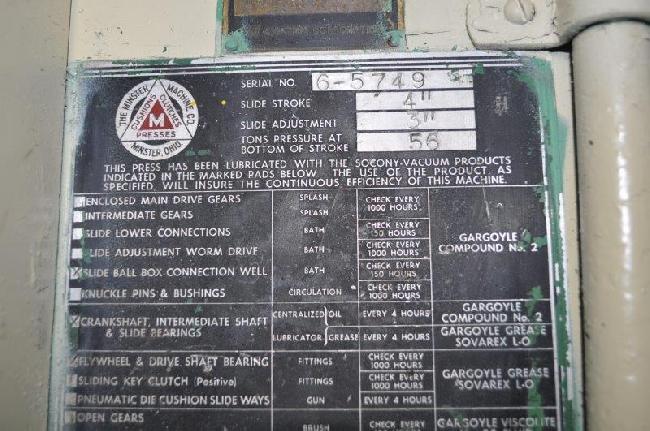 THE MINSTER MACHINE CO.
CUSHIONS CLUTCHES
M
PRESSES
MINSTER, OHIO
SERIAL NO. 6-5749
SLIDE STROKE 4"
SLIDE ADJUSTMENT 3"
TONS PRESSURE AT
BOTTOM OF STROKE 56
THIS PRESS HAS BEEN LUBRICATED WITH THE SOCONY-VACUUM PRODUCTS
INDICATED IN THE MARKED PADS BELOW. THE USE OF THE PRODUCT AS
SPECIFIED, WILL INSURE THE CONTINUOUS EFFICIENCY OF THIS MACHINE.
ENCLOSED MAIN DRIVE GEARS SPLASH CHECK EVERY
1000 HOURS
INTERMEDIATE GEARS SPLASH
SLIDE LOWER CONNECTIONS BATH CHECK EVERY
HOURS
GARGOYLE
COMPOUND No. 2
SLIDE ADJUSTMENT WORM DRIVE BATH CHECK EVERY
1000 HOURS
SLIDE BALL BOX CONNECTION WELL BATH CHECK EVERY
HOURS
KNUCKLE PINS & BUSHINGS CIRCULATION CHECK EVERY
1000 HOURS
CRANKSHAFT, INTERMEDIATE SHAFT
& SLIDE BEARINGS
CENTRALIZED OIL EVERY 4 HOURS GARGOYLE
COMPOUND No. 2
LUBRICATOR GREASE EVERY 4 HOURS GARGOYLE GREASE
SOVAREX L-O
FLYWHEEL & DRIVE SHAFT BEARING FITTINGS CHECK EVERY
1000 HOURS
SLIDING KEY CLUTCH (Positive) FITTINGS CHECK EVERY
1000 HOURS
GARGOYLE GREASE
SOVAREX L-O
PNEUMATIC DIE CUSHION SLIDE WAYS GUN EVERY 4 HOURS
OPEN GEARS BRUSH CHECK EVERY
GARGOYLE VISCOLITE